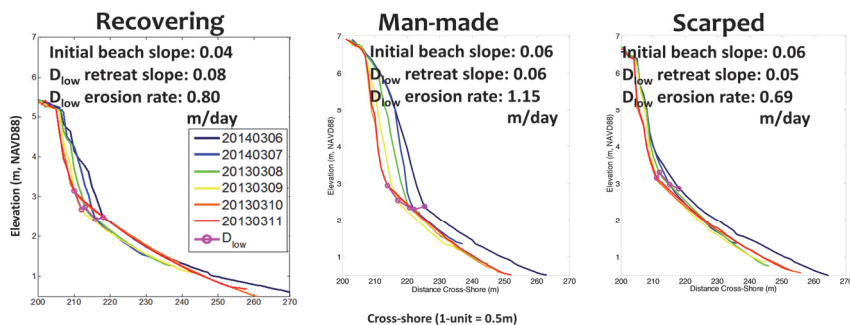 Recovering
Initial beach slope: 0.04
Dlow retreat slope: 0.08
Dlow erosion rate: 0.80
m/day
Elevation (m, NAVD88)
7
6
5
4
3
2
1
200 210 220 230 240 250 260 270
20140306
20140307
20130308
20130309
20130310
20130311
Dlow
Man-made
Initial beach slope: 0.06
Dlow retreat slope: 0.06
Dlow erosion rate: 1.15
m/day
Elevation (m, NAVD88)
7
6
5
4
3
2
1
200 210 220 230 240 250 260 270
Distance Cross-Shore (m)
Scarped
Initial beach slope: 0.06
Dlow retreat slope: 0.05
Dlow erosion rate: 0.69
m/day
Elevation (m, NAVD88)
7
6
5
4
3
2
1
200 210 220 230 240 250 260 270
Distance Cross-Shore (m)
Cross-shore (1-unit = 0.5m)